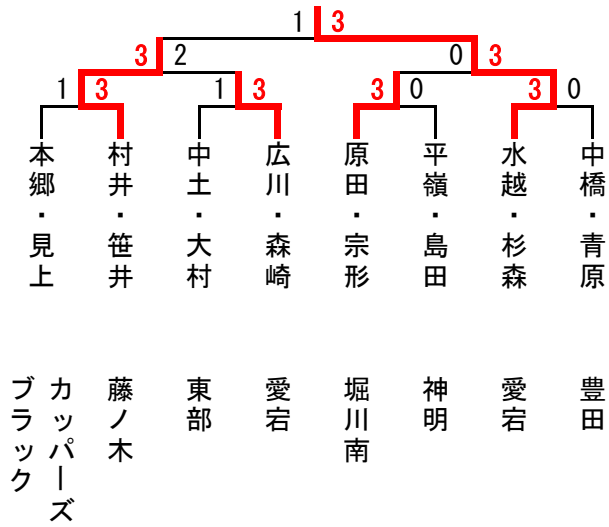 1 3
3 2 0 3
1 3 1 3 3 0 3 0
本郷・見上
村井・笹井
中土・大村
広川・森崎
原田・宗形
平嶺・島田
水越・杉森
中橋・青原
カッパーズ
ブラック
藤ノ木
東部
愛宕
堀川南
神明
愛宕
豊田